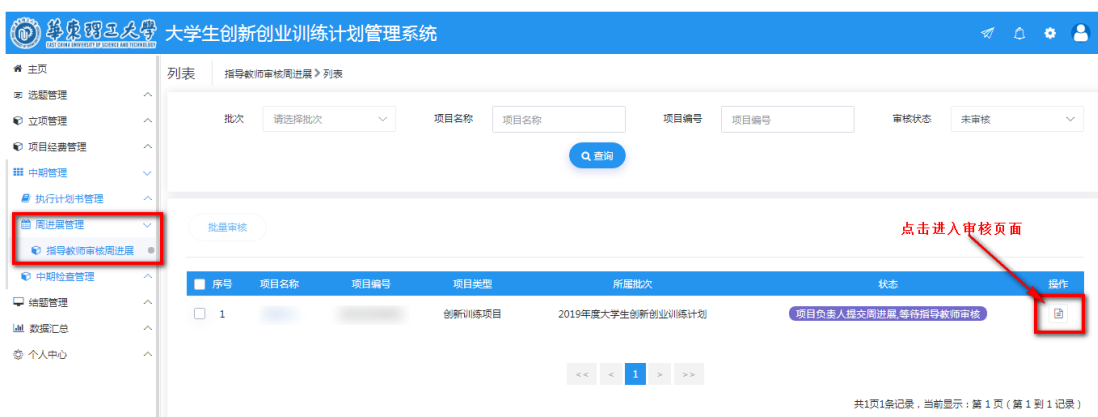 華東理工大學 大学生创新创业训练计划管理系统
EAST CHINA UNIVERSITY OF SCIENCE AND TECHNOLOGY
主页
选题管理
立项管理
项目经费管理
中期管理
执行计划书管理
周进展管理
指导教师审核周进展
中期检查管理
结题管理
数据汇总
个人中心
列表 指导教师审核周进展 > 列表
批次 请选择批次 项目名称 项目名称 项目编号 项目编号 审核状态 未审核
查询
批量审核
点击进入审核页面
序号 项目名称 项目编号 项目类型 所属批次 状态 操作
1 创新训练项目 2019年度大学生创新创业训练计划 项目负责人提交周进展,等待指导教师审核
<< < 1 > >>
共1页1条记录，当前显示：第 1 页 ( 第 1 到 1 记录 )